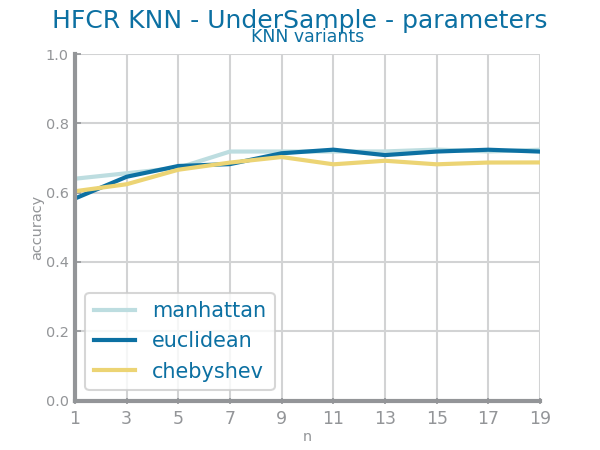 HFCR KNN - UnderSample - parameters
KNN variants
1.0
0.8
0.6
0.4
0.2
0.0
accuracy
manhattan
euclidean
chebyshev
1 3 5 7 9 11 13 15 17 19
n